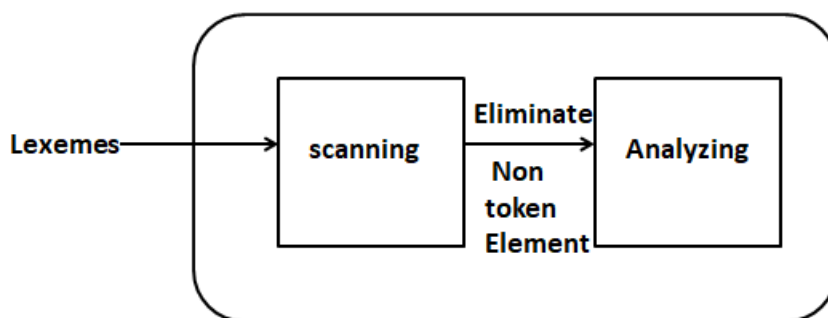 Lexemes
scanning
Eliminate
Non
token
Element
Analyzing